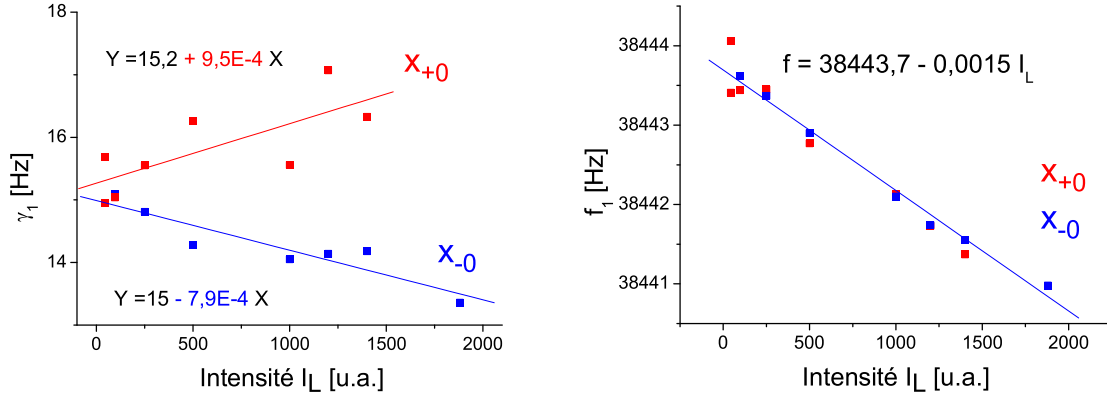 18
16
14
Y =15,2 + 9,5E-4 X
X+0
X-0
Y =15 - 7,9E-4 X
γ1 [Hz]
0 500 1000 1500 2000
Intensité IL [u.a.]
38444
38443
38442
38441
f = 38443,7 - 0,0015 IL
X+0
X-0
f1 [Hz]
0 500 1000 1500 2000
Intensité IL [u.a.]